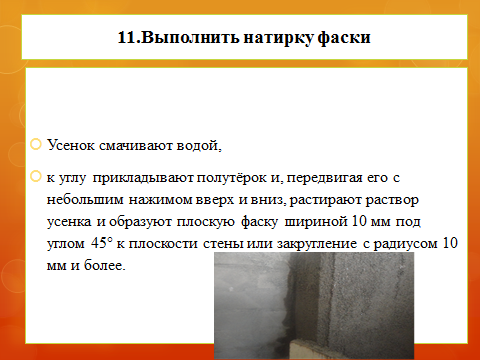 11.Выполнить натирку фаски
Усенок смачивают водой,
к углу прикладывают полутёрок и, передвигая его с
небольшим нажимом вверх и вниз, растирают раствор
усенка и образуют плоскую фаску шириной 10 мм под
углом 45° к плоскости стены или закругление с радиусом 10
мм и более.